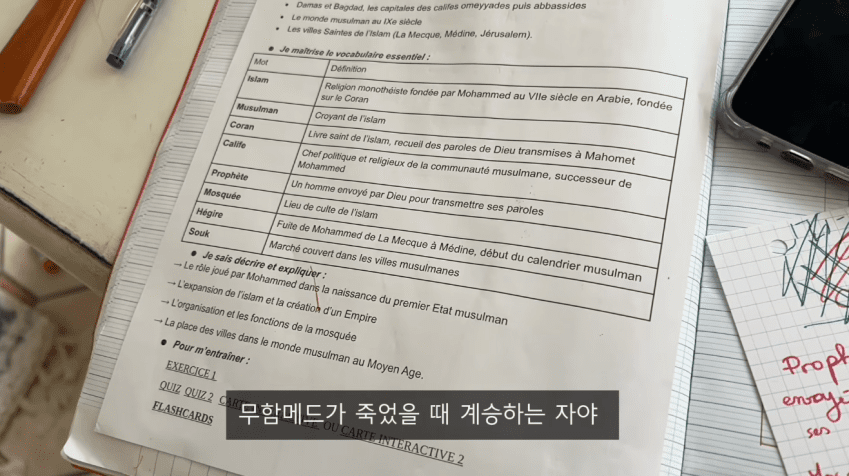 Damas et Bagdad, les capitales des califes omeyyades puis abbassides
Le monde musulman au IXe siècle
Les villes Saintes de l'Islam (La Mecque, Médine, Jérusalem).
Je maîtrise le vocabulaire essentiel :
Mot Définition
Islam Religion monothéiste fondée par Mohammed au VIIe siècle en Arabie, fondée
sur le Coran
Musulman Croyant de l'islam
Coran Livre saint de l'islam, recueil des paroles de Dieu transmises à Mahomet
Calife Chef politique et religieux de la communauté musulmane, successeur de
Mohammed
Prophète Un homme envoyé par Dieu pour transmettre ses paroles
Mosquée Lieu de culte de l'islam
Hégire Fuite de Mohammed de La Mecque à Médine, début du calendrier musulman
Souk Marché couvert dans les villes musulmanes
Je sais décrire et expliquer :
→ Le rôle joué par Mohammed dans la naissance du premier Etat musulman
→ L'expansion de l'islam et la création d'un Empire
→ L'organisation et les fonctions de la mosquée
→ La place des villes dans le monde musulman au Moyen Age.
Pour m'entraîner :
EXERCICE 1
QUIZ QUIZ 2
FLASHCARDS OU CARTE INTERACTIVE 2
Proph
envoyé
ses
무함메드가 죽었을 때 계승하는 자야